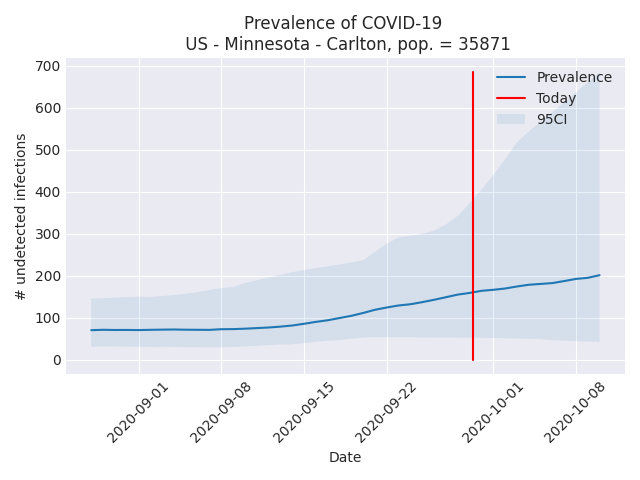 Prevalence of COVID-19
US - Minnesota - Carlton, pop. = 35871
700
600
500
400
300
200
100
0
# undetected infections
Prevalence
Today
95CI
2020-09-01
2020-09-08
2020-09-15
2020-09-22
2020-10-01
2020-10-08
Date